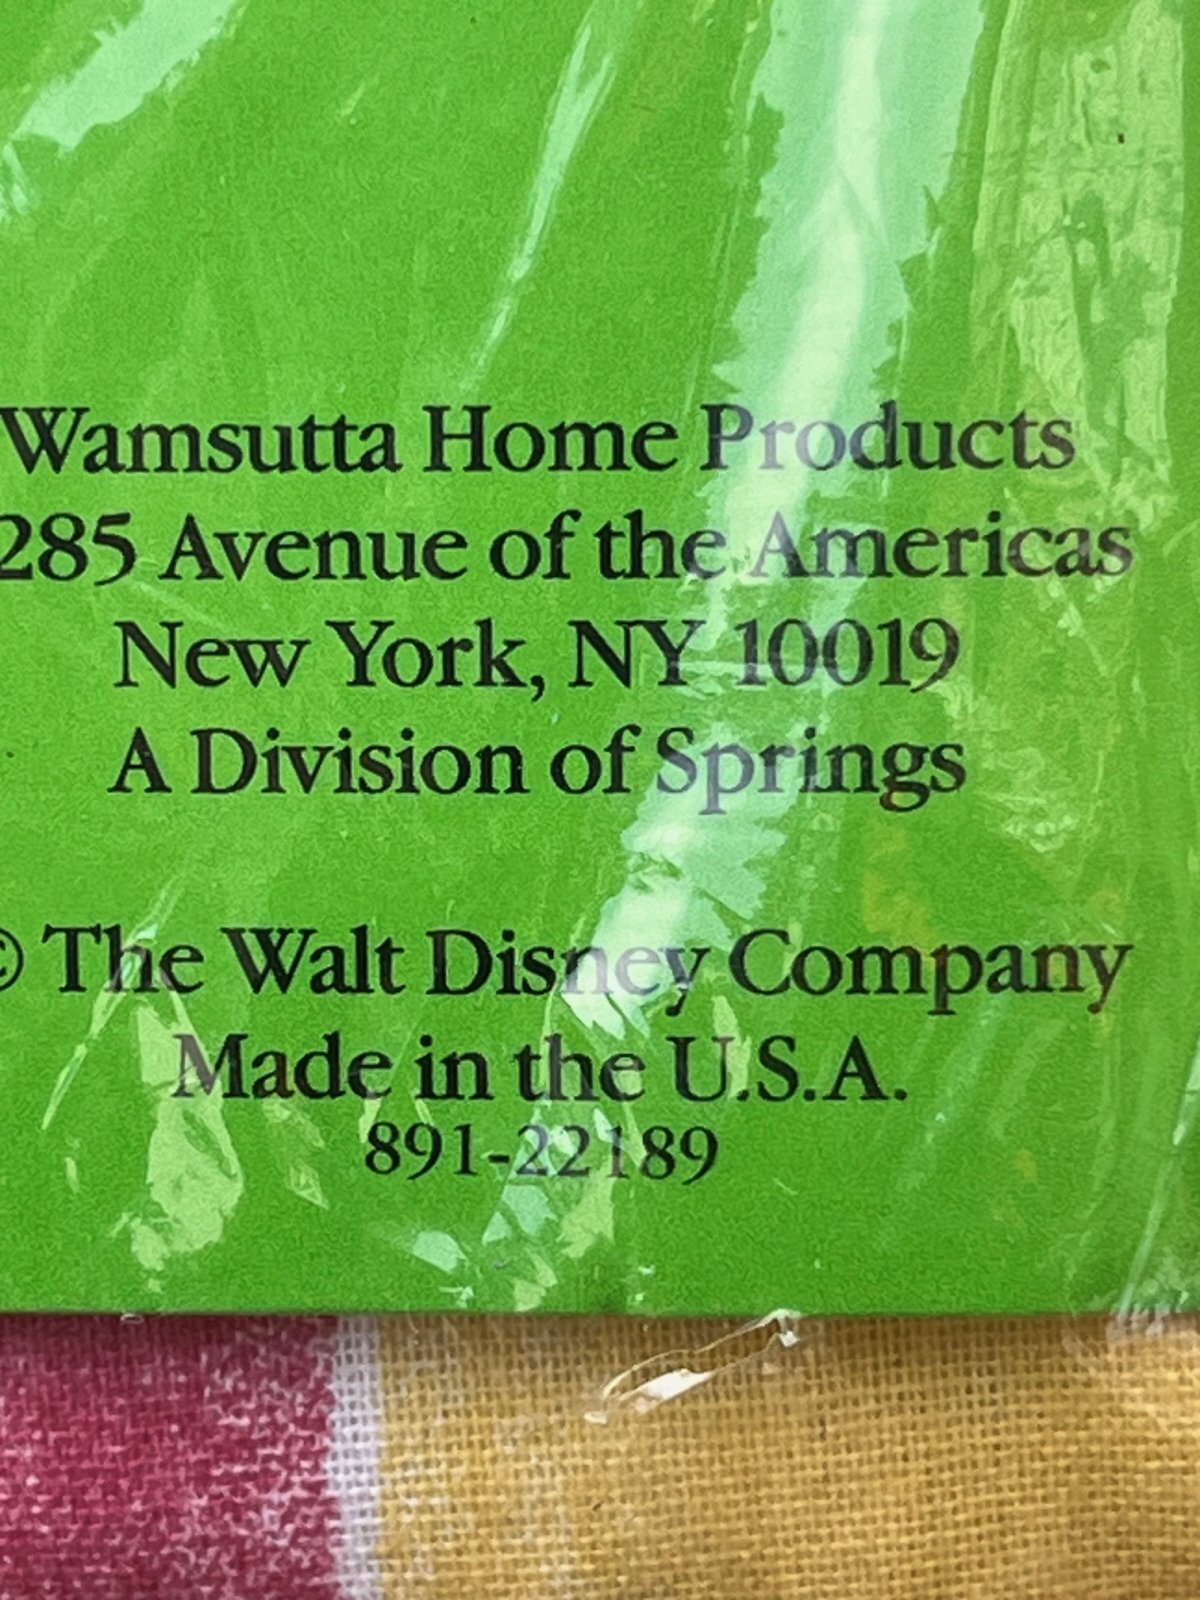 Wamsutta Home Products
285 Avenue of the Americas
New York, NY 10019
A Division of Springs
© The Walt Disney Company
Made in the U.S.A.
891-22189